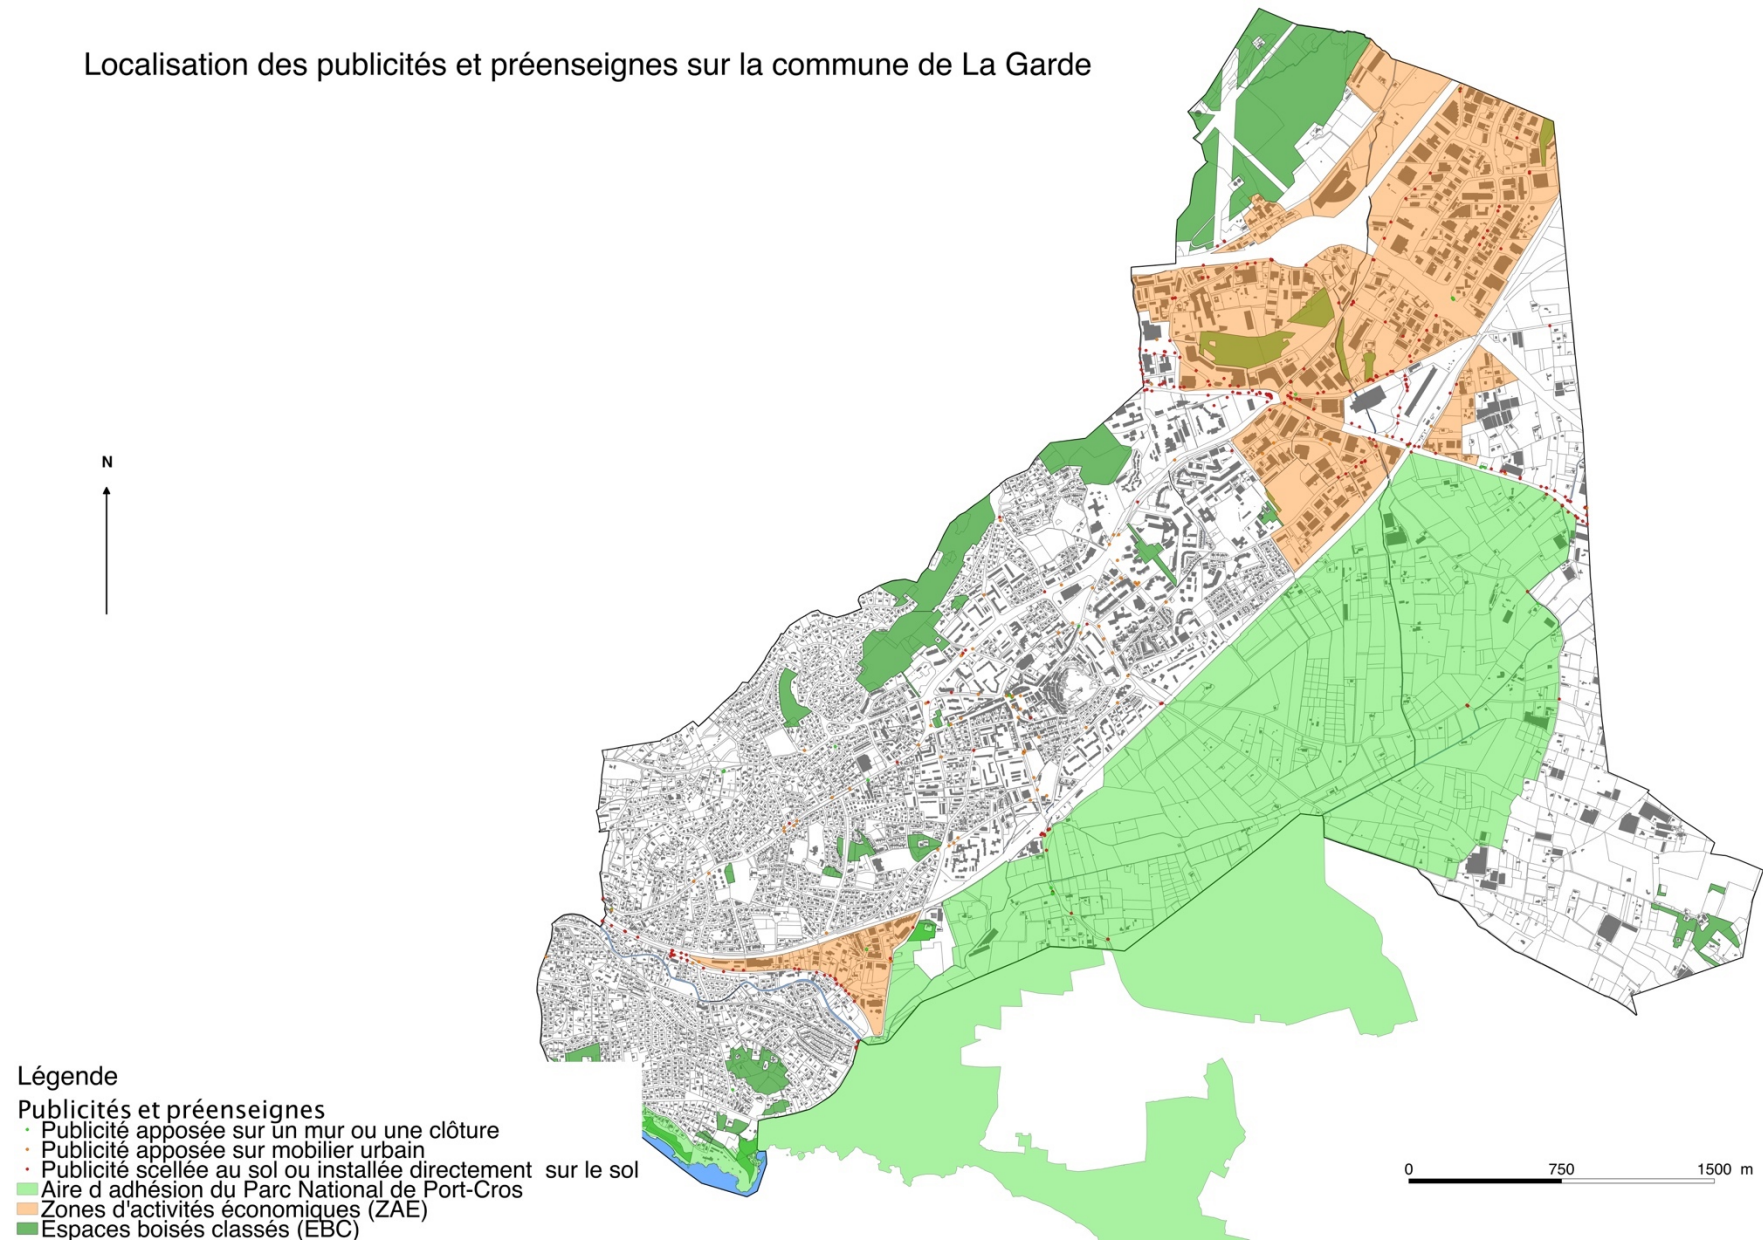 Localisation des publicités et préenseignes sur la commune de La Garde
N
Légende
Publicités et préenseignes
Publicité apposée sur un mur ou une clôture
Publicité apposée sur mobilier urbain
Publicité scellée au sol ou installée directement sur le sol
Aire d adhésion du Parc National de Port-Cros
Zones d'activités économiques (ZAE)
Espaces boisés classés (EBC)
0 750 1500 m